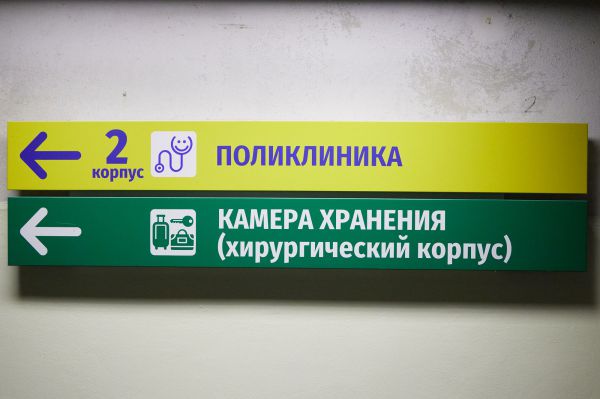 2
корпус
ПОЛИКЛИНИКА
КАМЕРА ХРАНЕНИЯ
(хирургический корпус)